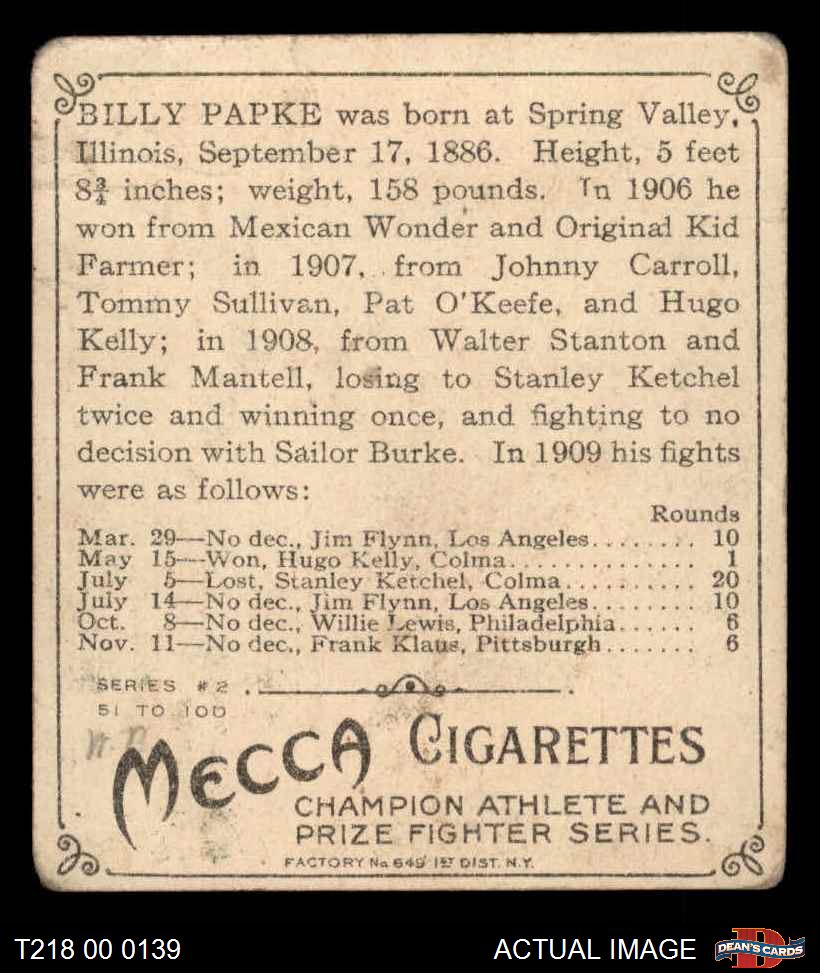 BILLY PAPKE was born at Spring Valley,
Illinois, September 17, 1886. Height, 5 feet
8¾ inches; weight, 158 pounds. In 1906 he
won from Mexican Wonder and Original Kid
Farmer; in 1907, from Johnny Carroll,
Tommy Sullivan, Pat O'Keefe, and Hugo
Kelly; in 1908, from Walter Stanton and
Frank Mantell, losing to Stanley Ketchel
twice and winning once, and fighting to no
decision with Sailor Burke. In 1909 his fights
were as follows:
Rounds
Mar. 29—No dec., Jim Flynn, Los Angeles........ 10
May 15—Won, Hugo Kelly, Colma.............. 1
July 5—Lost, Stanley Ketchel, Colma.......... 20
July 14—No dec., Jim Flynn, Los Angeles........ 10
Oct. 8—No dec., Willie Lewis, Philadelphia...... 6
Nov. 11—No dec., Frank Klaus, Pittsburgh....... 6
SERIES #2
51 TO 100
MECCA CIGARETTES
CHAMPION ATHLETE AND
PRIZE FIGHTER SERIES.
FACTORY No 649 1ST DIST. N.Y.
T218 00 0139 ACTUAL IMAGE DEAN'S CARDS